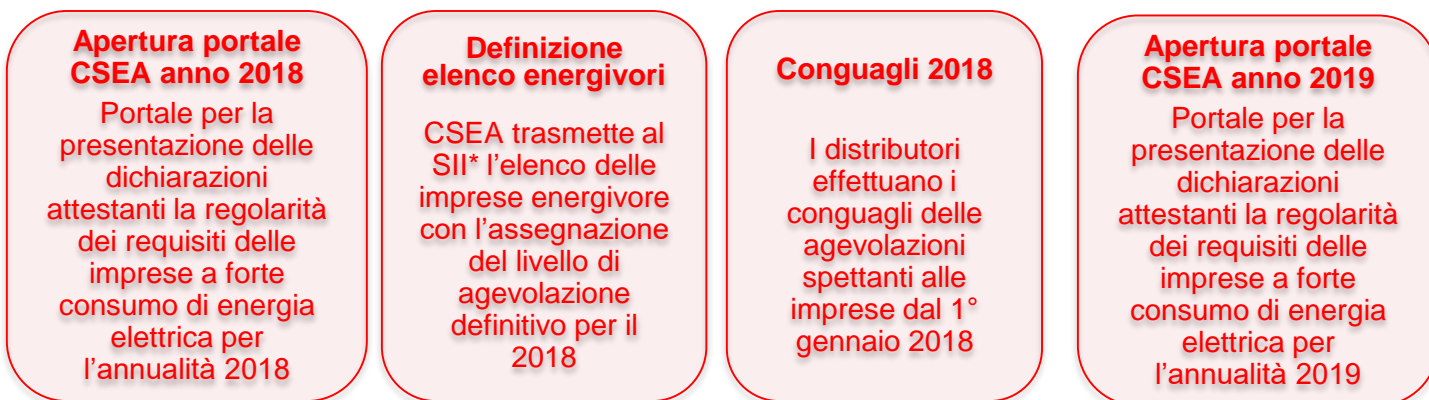 Apertura portale
CSEA anno 2018
Portale per la
presentazione delle
dichiarazioni
attestanti la regolarità
dei requisiti delle
imprese a forte
consumo di energia
elettrica per
l'annualità 2018
Definizione
elenco energivori
CSEA trasmette al
SII* l'elenco delle
imprese energivore
con l'assegnazione
del livello di
agevolazione
definitivo per il
2018
Conguagli 2018
I distributori
effettuano i
conguagli delle
agevolazioni
spettanti alle
imprese dal 1°
gennaio 2018
Apertura portale
CSEA anno 2019
Portale per la
presentazione delle
dichiarazioni
attestanti la regolarità
dei requisiti delle
imprese a forte
consumo di energia
elettrica per
l'annualità 2019